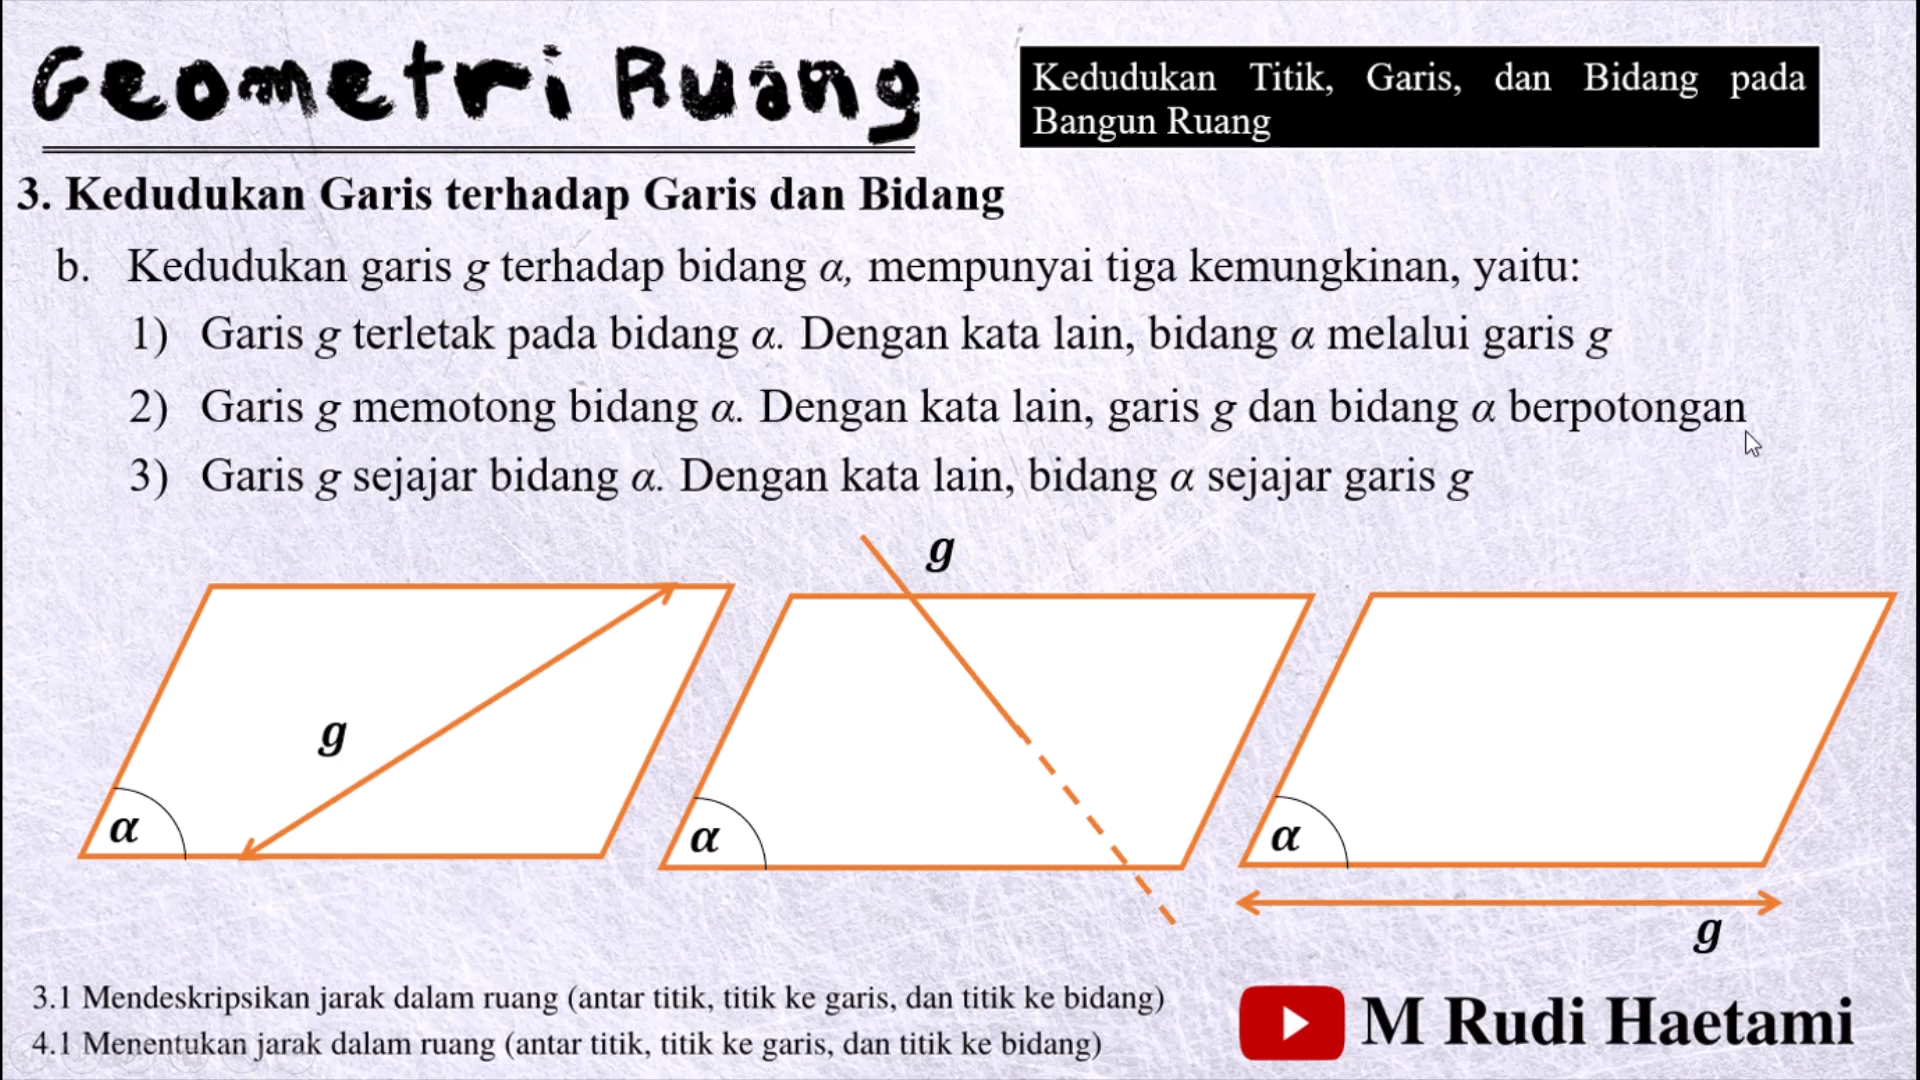 Geometri Ruang
Kedudukan Titik, Garis, dan Bidang pada
Bangun Ruang
3. Kedudukan Garis terhadap Garis dan Bidang
b. Kedudukan garis g terhadap bidang α, mempunyai tiga kemungkinan, yaitu:
1) Garis g terletak pada bidang α. Dengan kata lain, bidang α melalui garis g
2) Garis g memotong bidang α. Dengan kata lain, garis g dan bidang α berpotongan
3) Garis g sejajar bidang α. Dengan kata lain, bidang α sejajar garis g
g
α
g
α
α
g
3.1 Mendeskripsikan jarak dalam ruang (antar titik, titik ke garis, dan titik ke bidang)
4.1 Menentukan jarak dalam ruang (antar titik, titik ke garis, dan titik ke bidang)
M Rudi Haetami